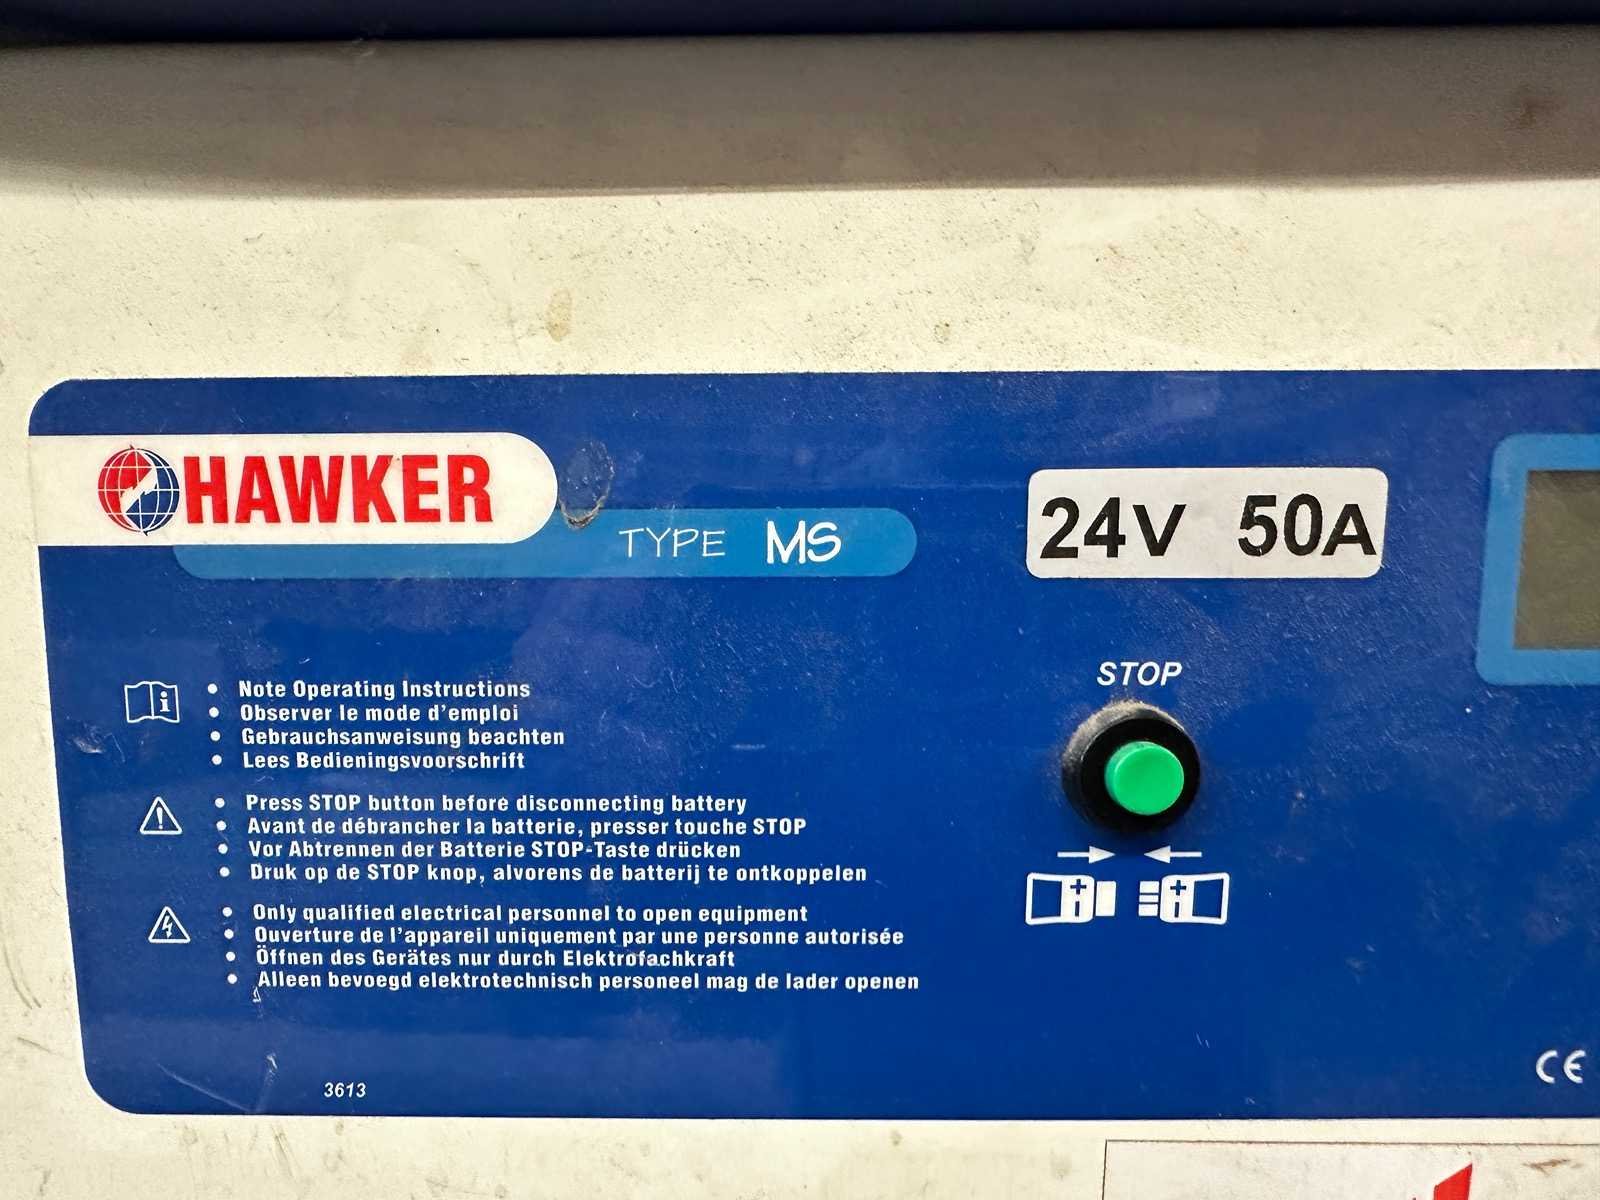 HAWKER
TYPE MS
24V 50A
STOP
• Note Operating Instructions
• Observer le mode d'emploi
• Gebrauchsanweisung beachten
• Lees Bedieningsvoorschrift
• Press STOP button before disconnecting battery
• Avant de débrancher la batterie, presser touche STOP
• Vor Abtrennen der Batterie STOP-Taste drücken
• Druk op de STOP knop, alvorens de batterij te ontkoppelen
• Only qualified electrical personnel to open equipment
• Ouverture de l'appareil uniquement par une personne autorisée
• Öffnen des Gerätes nur durch Elektrofachkraft
• Alleen bevoegd elektrotechnisch personeel mag de lader openen
3613
CE